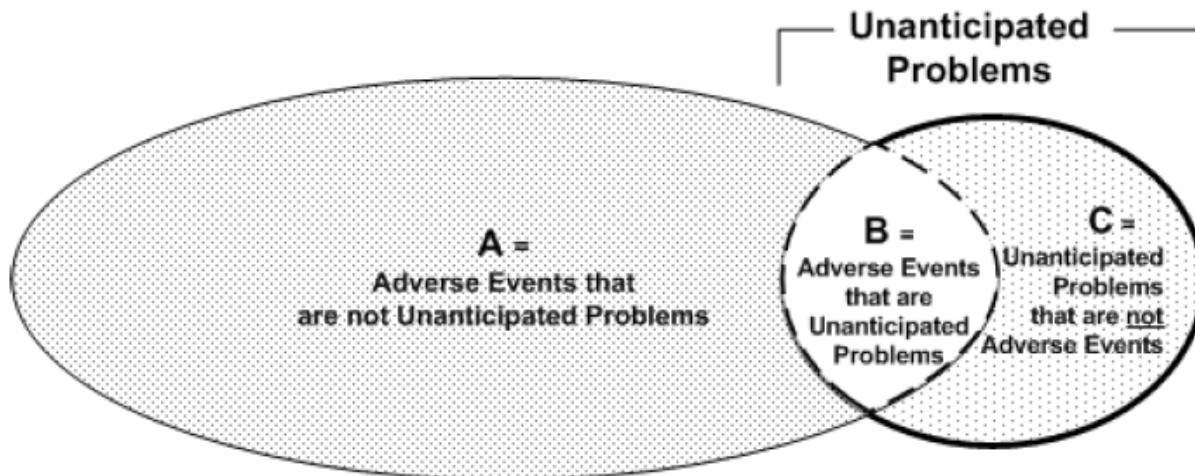 Unanticipated
Problems
A =
Adverse Events that
are not Unanticipated Problems
B =
Adverse Events
that are
Unanticipated
Problems
C =
Unanticipated
Problems
that are not
Adverse Events